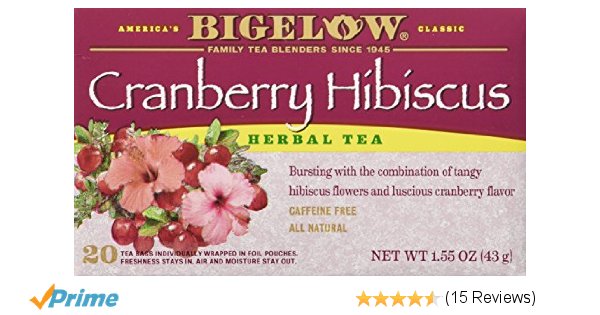 AMERICA'S BIGELOW® CLASSIC
FAMILY TEA BLENDERS SINCE 1945
Cranberry Hibiscus
HERBAL TEA
Bursting with the combination of tangy
hibiscus flowers and luscious cranberry flavor
CAFFEINE FREE
ALL NATURAL
20 TEA BAGS INDIVIDUALLY WRAPPED IN FOIL POUCHES.
FRESHNESS STAYS IN, AIR AND MOISTURE STAY OUT.
NET WT 1.55 OZ (43 g)
Prime
(15 Reviews)